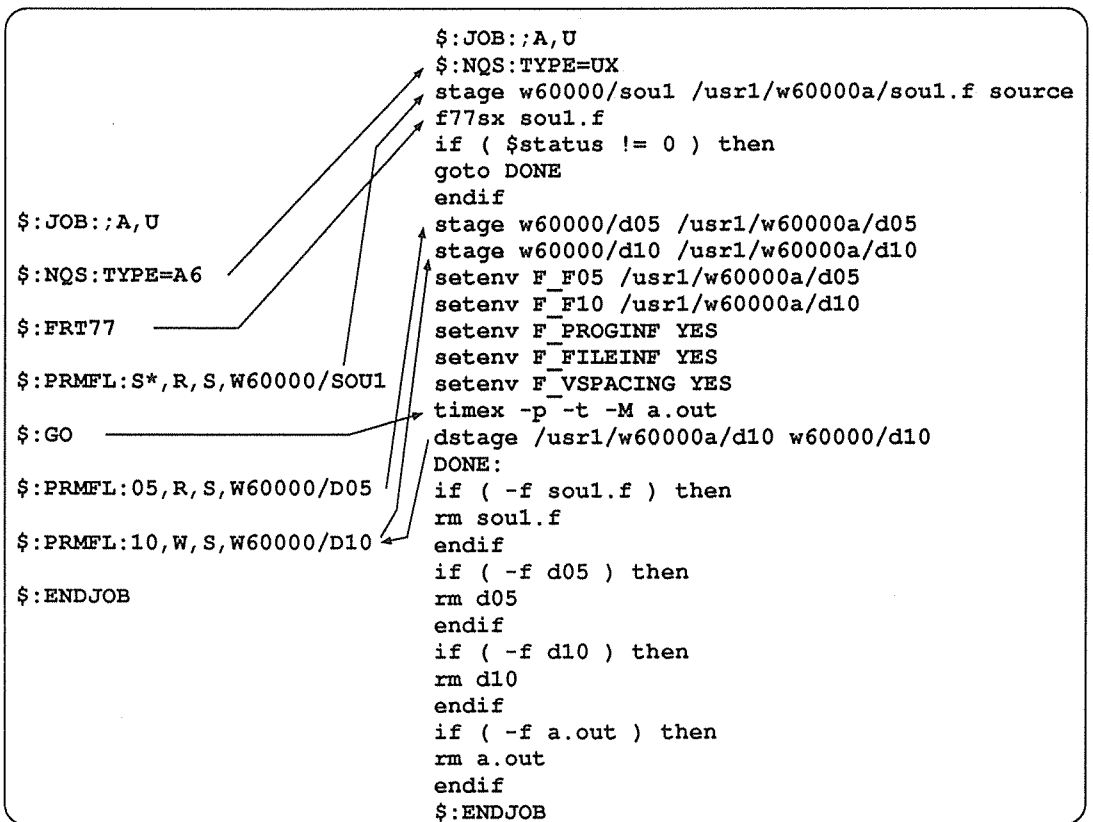 $:JOB:;A,U
$:NQS:TYPE=A6
$:FRT77
$:PRMFL:S*,R,S,W60000/SOU1
$:GO
$:PRMFL:05,R,S,W60000/D05
$:PRMFL:10,W,S,W60000/D10
$:ENDJOB
$:JOB:;A,U
$:NQS:TYPE=UX
stage w60000/sou1 /usr1/w60000a/sou1.f source
f77sx sou1.f
if ( $status != 0 ) then
goto DONE
endif
stage w60000/d05 /usr1/w60000a/d05
stage w60000/d10 /usr1/w60000a/d10
setenv F_F05 /usr1/w60000a/d05
setenv F_F10 /usr1/w60000a/d10
setenv F_PROGINF YES
setenv F_FILEINF YES
setenv F_VSPACING YES
timex -p -t -M a.out
dstage /usr1/w60000a/d10 w60000/d10
DONE:
if ( -f sou1.f ) then
rm sou1.f
endif
if ( -f d05 ) then
rm d05
endif
if ( -f d10 ) then
rm d10
endif
if ( -f a.out ) then
rm a.out
endif
$:ENDJOB